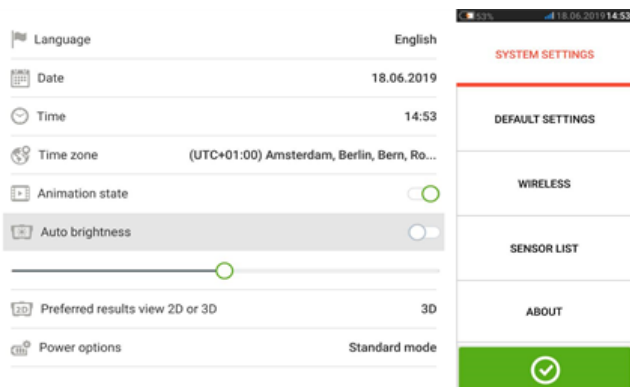 Language English
Date 18.06.2019
Time 14:53
Time zone (UTC+01:00) Amsterdam, Berlin, Bern, Ro...
Animation state
Auto brightness
2D Preferred results view 2D or 3D 3D
Power options Standard mode
53% 18.06.2019 14:53
SYSTEM SETTINGS
DEFAULT SETTINGS
WIRELESS
SENSOR LIST
ABOUT